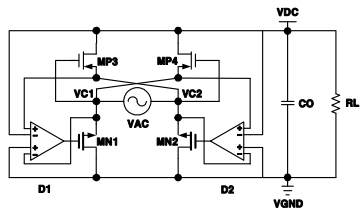 VDC
MP3
MP4
VC1
VC2
VAC
CO
RL
+
+
MN1
MN2
D1
D2
VGND